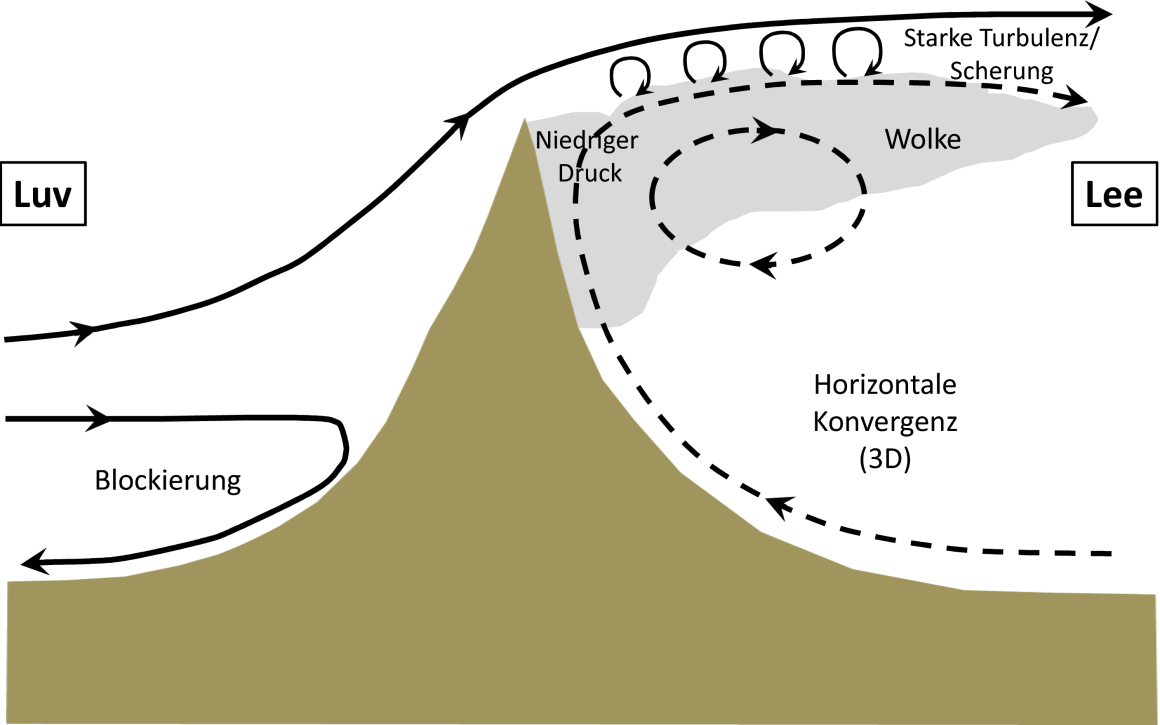 Starke Turbulenz/
Scherung
Niedriger
Druck
Wolke
Luv
Lee
Horizontale
Konvergenz
(3D)
Blockierung